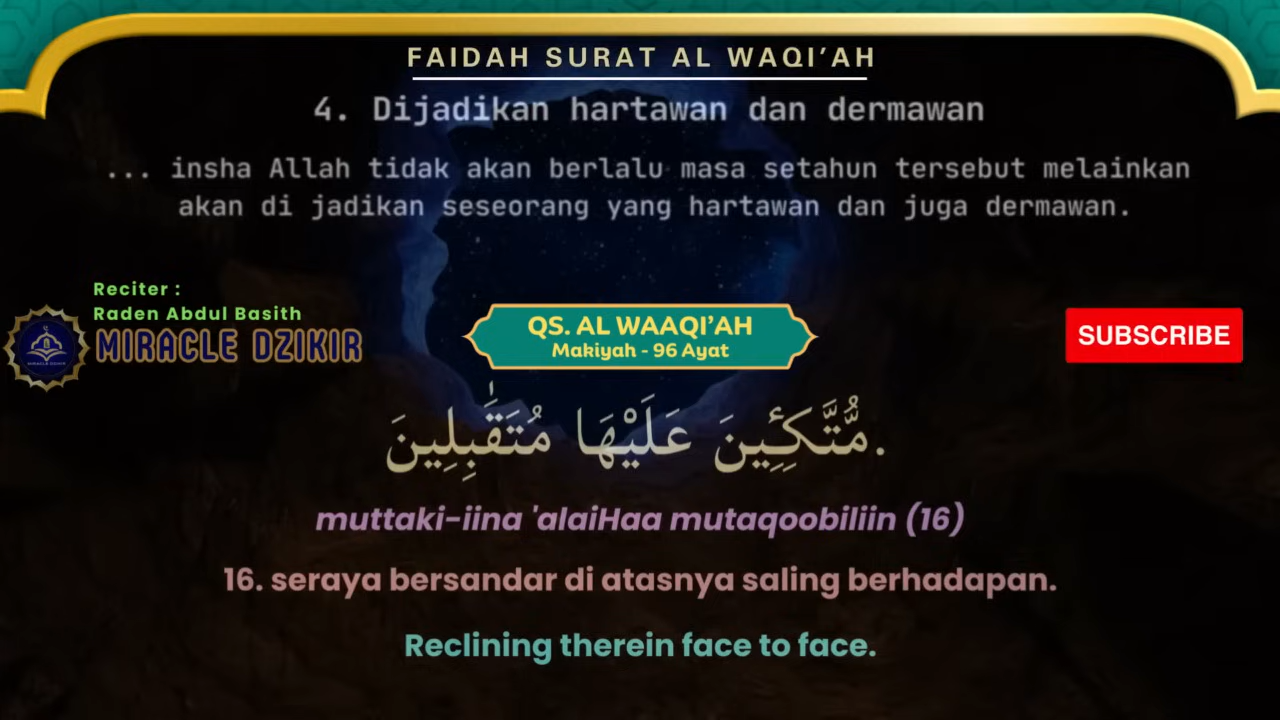 FAIDAH SURAT AL WAQI’AH
4. Dijadikan hartawan dan dermawan
... insha Allah tidak akan berlalu masa setahun tersebut melainkan
akan di jadikan seseorang yang hartawan dan juga dermawan.
Reciter :
Raden Abdul Basith
MIRACLE DZIKIR
QS. AL WAAQI’AH
Makiyah - 96 Ayat
SUBSCRIBE
مُّتَّكِـِٔينَ عَلَيْهَا مُتَقَٰبِلِينَ.
muttaki-iina 'alaiHaa mutaqoobiliin (16)
16. seraya bersandar di atasnya saling berhadapan.
Reclining therein face to face.